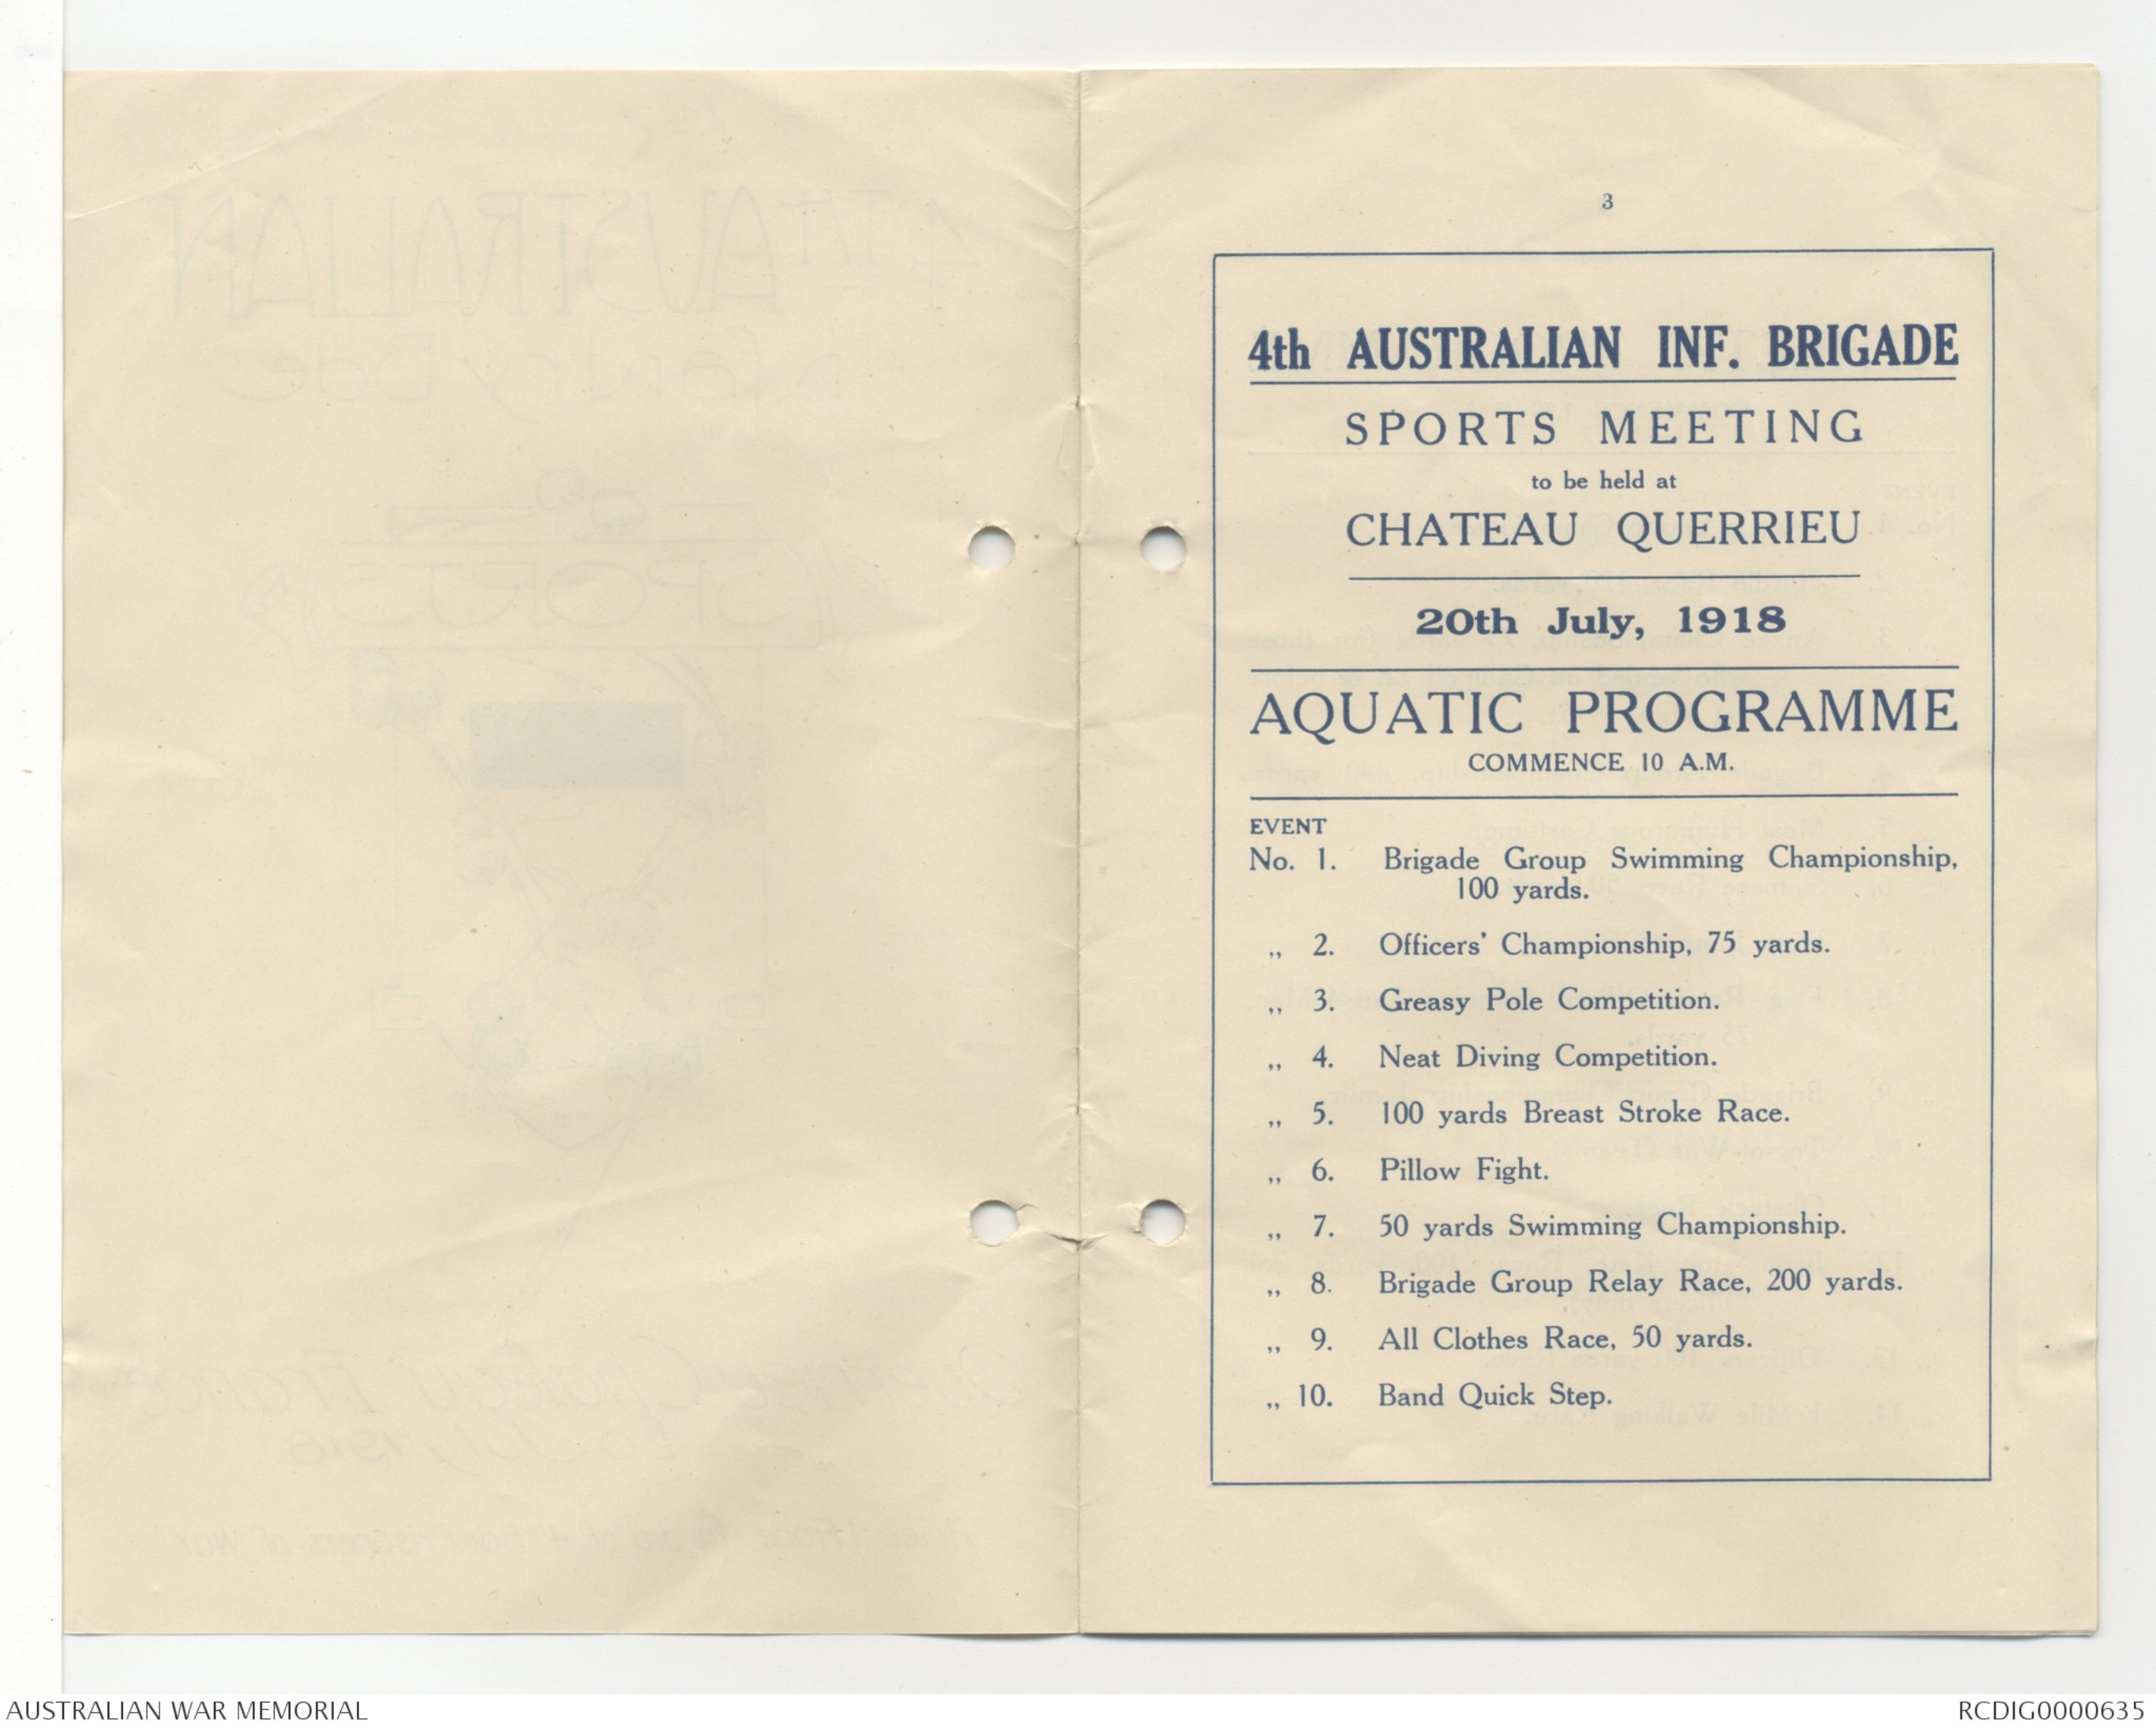 3
4th AUSTRALIAN INF. BRIGADE
SPORTS MEETING
to be held at
CHATEAU QUERRIEU
20th July, 1918
AQUATIC PROGRAMME
COMMENCE 10 A.M.
EVENT
No. 1. Brigade Group Swimming Championship,
100 yards.
„ 2. Officers' Championship, 75 yards.
„ 3. Greasy Pole Competition.
„ 4. Neat Diving Competition.
„ 5. 100 yards Breast Stroke Race.
„ 6. Pillow Fight.
„ 7. 50 yards Swimming Championship.
„ 8. Brigade Group Relay Race, 200 yards.
„ 9. All Clothes Race, 50 yards.
„ 10. Band Quick Step.
AUSTRALIAN WAR MEMORIAL
RCDIG0000635